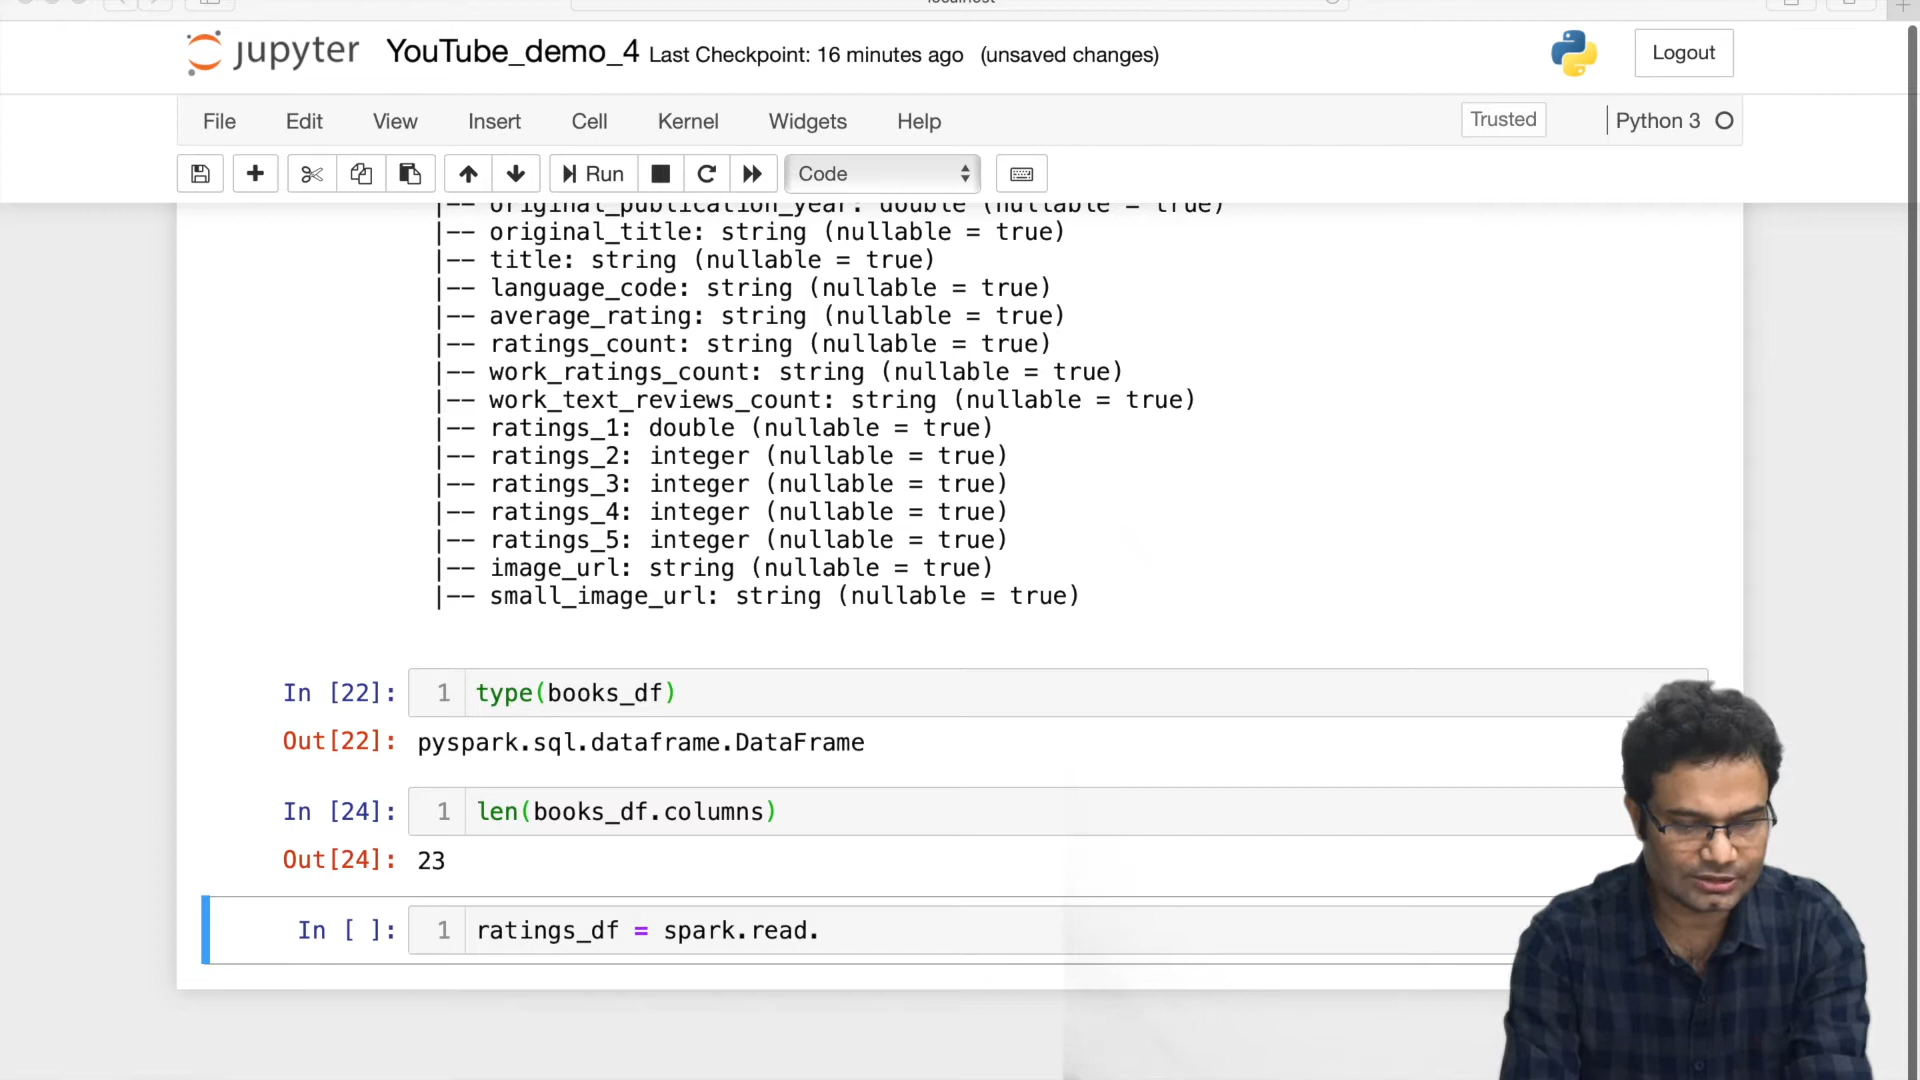 localhost
jupyter YouTube_demo_4 Last Checkpoint: 16 minutes ago (unsaved changes) Logout
File Edit View Insert Cell Kernel Widgets Help Trusted Python 3
Run Code
|-- original_publication_year: double (nullable = true)
|-- original_title: string (nullable = true)
|-- title: string (nullable = true)
|-- language_code: string (nullable = true)
|-- average_rating: string (nullable = true)
|-- ratings_count: string (nullable = true)
|-- work_ratings_count: string (nullable = true)
|-- work_text_reviews_count: string (nullable = true)
|-- ratings_1: double (nullable = true)
|-- ratings_2: integer (nullable = true)
|-- ratings_3: integer (nullable = true)
|-- ratings_4: integer (nullable = true)
|-- ratings_5: integer (nullable = true)
|-- image_url: string (nullable = true)
|-- small_image_url: string (nullable = true)
In [22]: 1 type(books_df)
Out[22]: pyspark.sql.dataframe.DataFrame
In [24]: 1 len(books_df.columns)
Out[24]: 23
In [ ]: 1 ratings_df = spark.read.